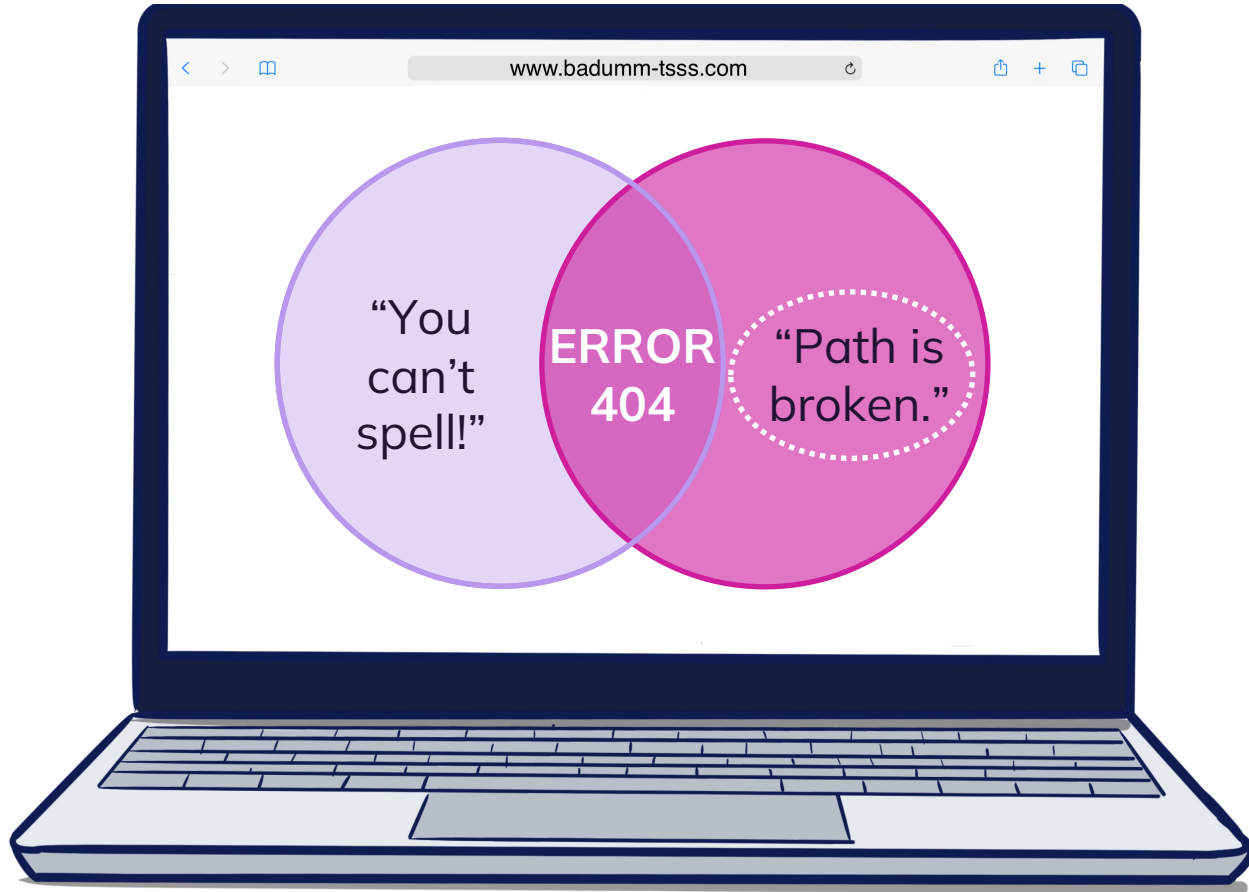 www.badumm-tsss.com
“You
can’t
spell!”
ERROR
404
“Path is
broken.”